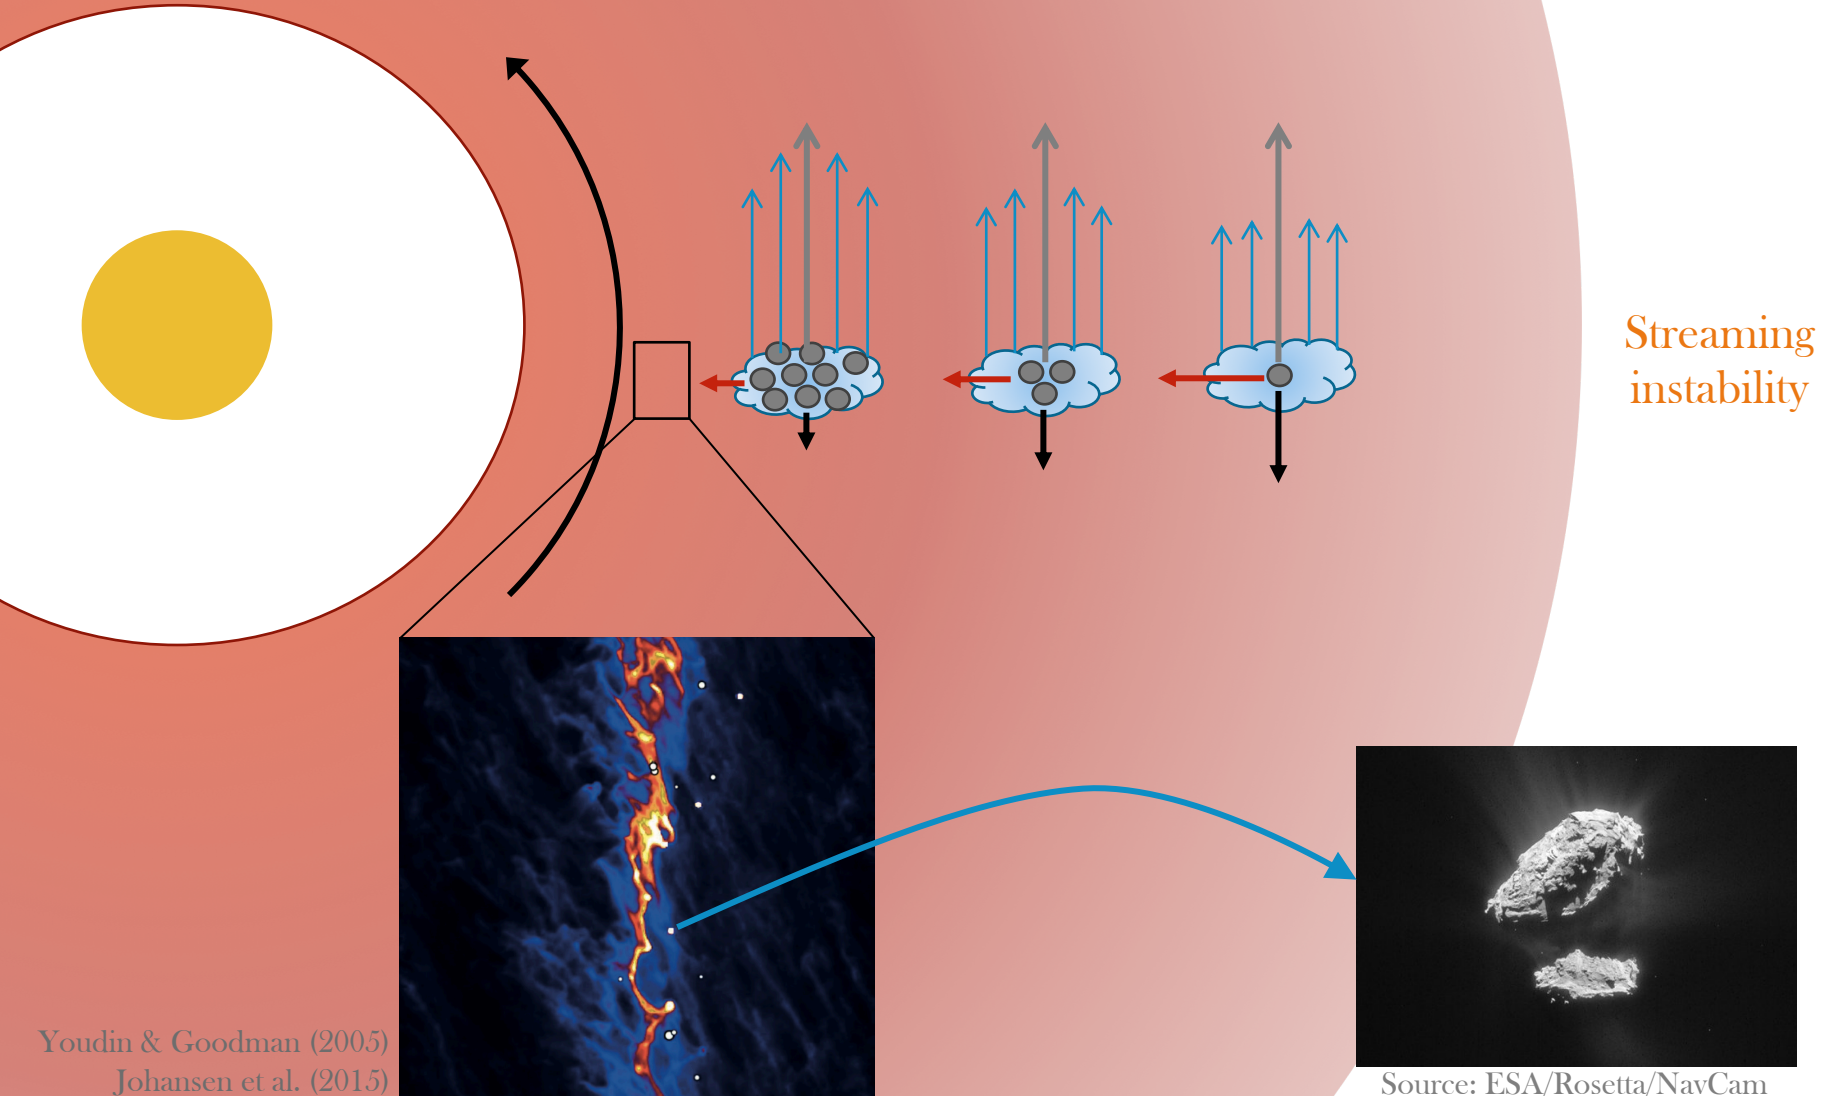 Streaming
instability
Youdin & Goodman (2005)
Johansen et al. (2015)
Source: ESA/Rosetta/NavCam